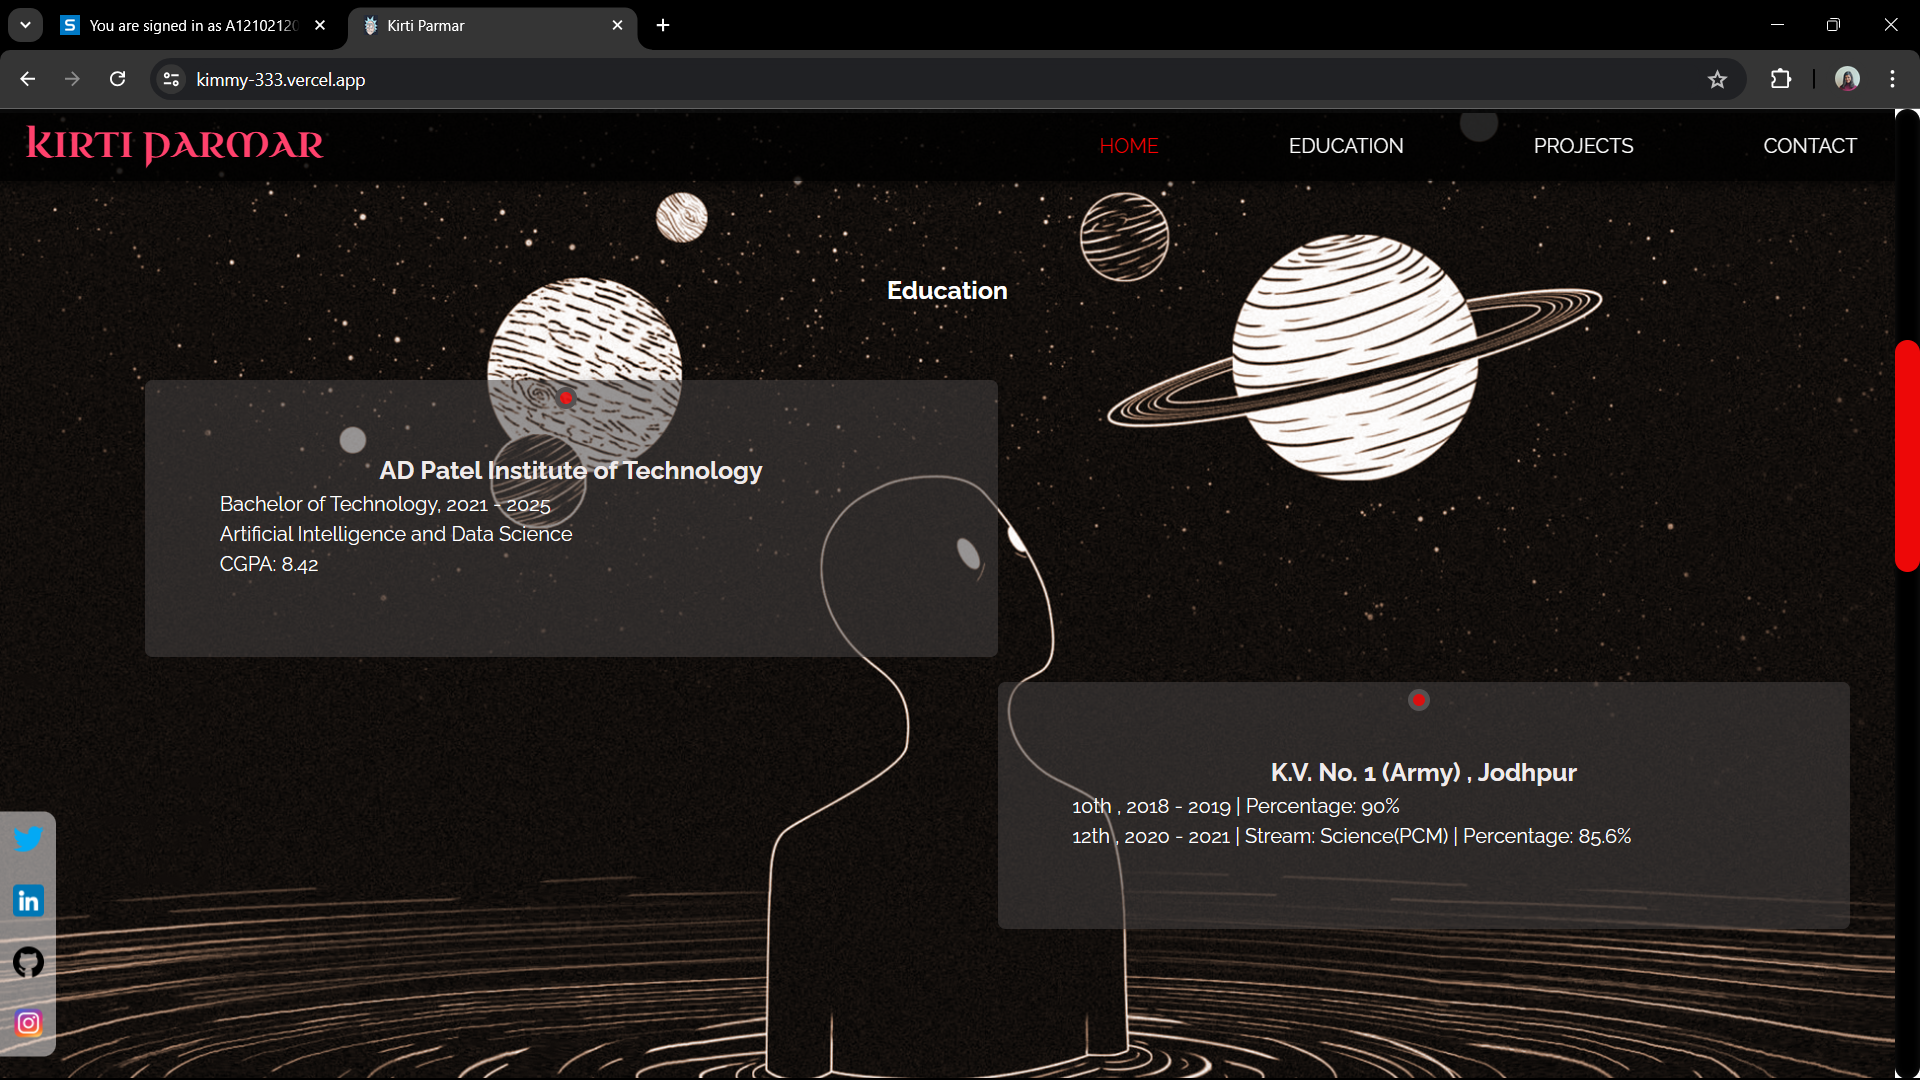 You are signed in as A12102120
Kirti Parmar
kimmy-333.vercel.app
KIRTI PARMAR
HOME
EDUCATION
PROJECTS
CONTACT
Education
AD Patel Institute of Technology
Bachelor of Technology, 2021 - 2025
Artificial Intelligence and Data Science
CGPA: 8.42
K.V. No. 1 (Army) , Jodhpur
10th , 2018 - 2019 | Percentage: 90%
12th , 2020 - 2021 | Stream: Science(PCM) | Percentage: 85.6%